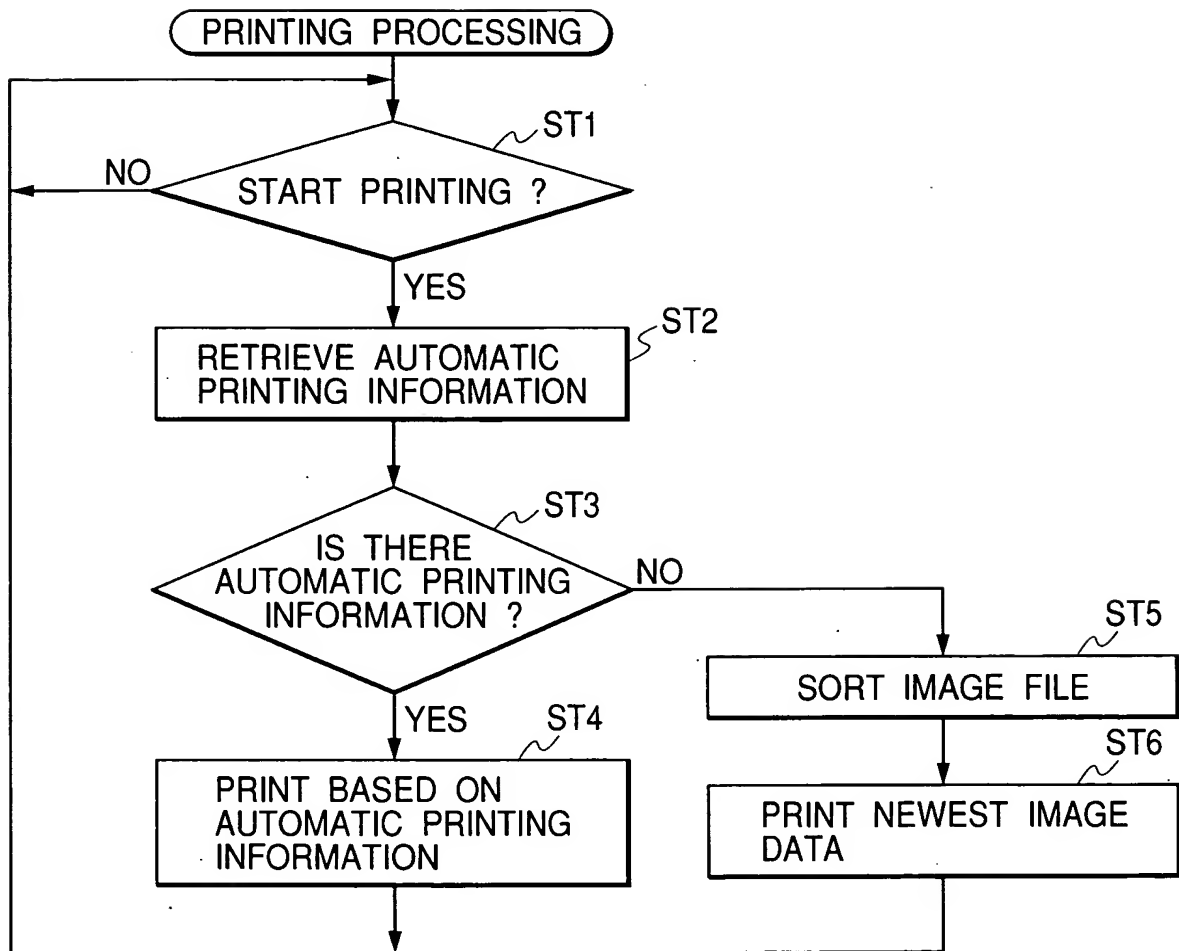 PRINTING PROCESSING
ST1
NO
START PRINTING ?
YES
ST2
RETRIEVE AUTOMATIC
PRINTING INFORMATION
ST3
IS THERE
AUTOMATIC PRINTING
INFORMATION ?
NO
ST5
SORT IMAGE FILE
YES
ST4
ST6
PRINT BASED ON
AUTOMATIC PRINTING
INFORMATION
PRINT NEWEST IMAGE
DATA